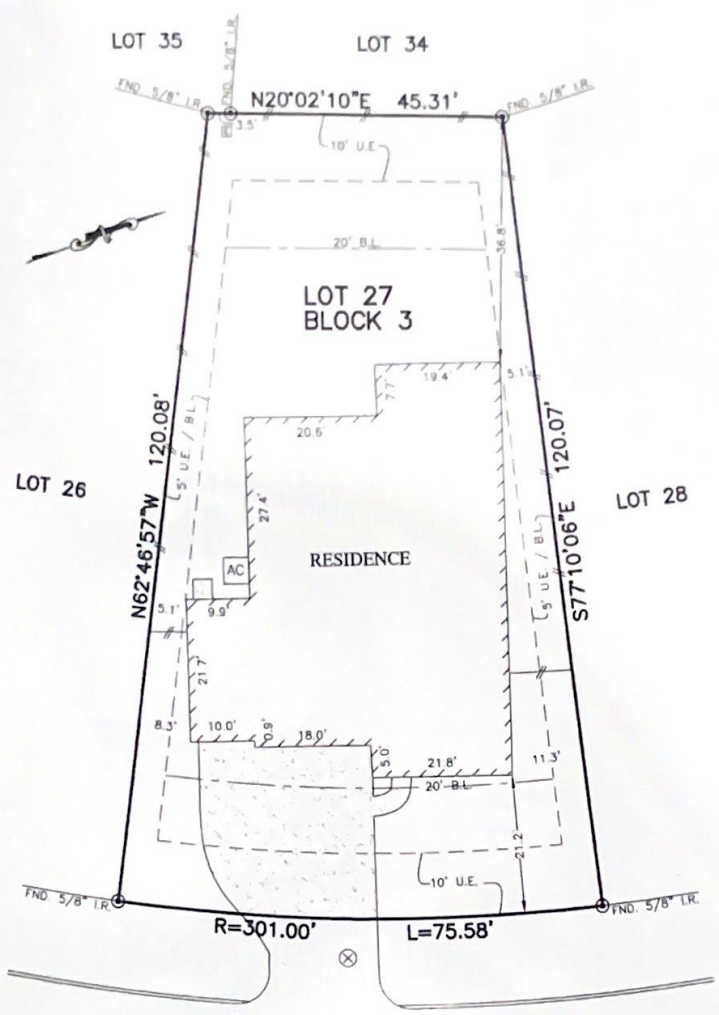 LOT 35
LOT 34
FND. 5/8" I.R.
FND. 5/8" I.R.
N20°02'10"E 45.31'
FND. 5/8" I.R.
3.5'
10' U.E.
36.8'
20' B.L.
LOT 27
BLOCK 3
19.4'
7.7'
5.1'
20.6'
N62°46'57"W 120.08'
5' U.E / B.L.
27.4'
S77°10'06"E 120.07'
5' U.E. / B.L.
LOT 26
LOT 28
RESIDENCE
AC
5.1'
9.9'
21.7'
8.3'
10.0'
0.9'
18.0'
5.0'
21.8'
11.3'
20' B.L.
21.2'
10' U.E.
FND. 5/8" I.R.
FND. 5/8" I.R.
R=301.00' L=75.58'